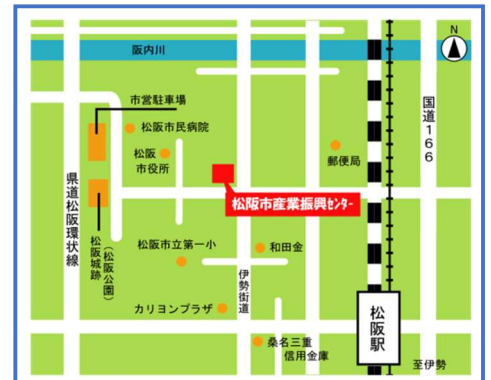 N
阪内川
市営駐車場
松阪市民病院
松阪
市役所
郵便局
国道166
松阪市産業振興ｾﾝﾀｰ
県道松阪環状線
松阪城跡
(松阪公園)
松阪市立第一小
和田金
伊勢街道
カリヨンプラザ
松阪駅
桑名三重
信用金庫
至伊勢